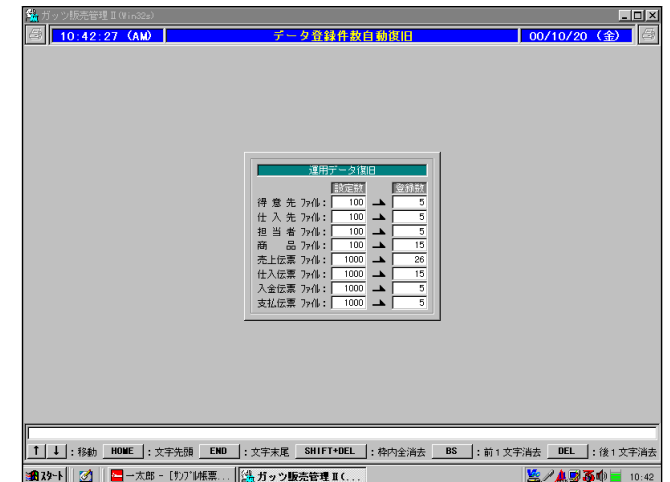 ガッツ販売管理Ⅱ(Win32s)
10:42:27 (AM) データ登録件数自動復旧 00/10/20 (金)
運用データ復旧
設定数 登録数
得 意 先 ﾌｧｲﾙ： 100 5
仕 入 先 ﾌｧｲﾙ： 100 5
担 当 者 ﾌｧｲﾙ： 100 5
商 品 ﾌｧｲﾙ： 100 15
売上伝票 ﾌｧｲﾙ： 1000 26
仕入伝票 ﾌｧｲﾙ： 1000 15
入金伝票 ﾌｧｲﾙ： 1000 5
支払伝票 ﾌｧｲﾙ： 1000 5
↑ ↓ ：移動 HOME ：文字先頭 END ：文字末尾 SHIFT+DEL ：枠内全消去 BS ：前１文字消去 DEL ：後１文字消去
ｽﾀｰﾄ 一太郎 - [ｻﾝﾌﾟﾙ帳票... ガッツ販売管理Ⅱ(... 10:42